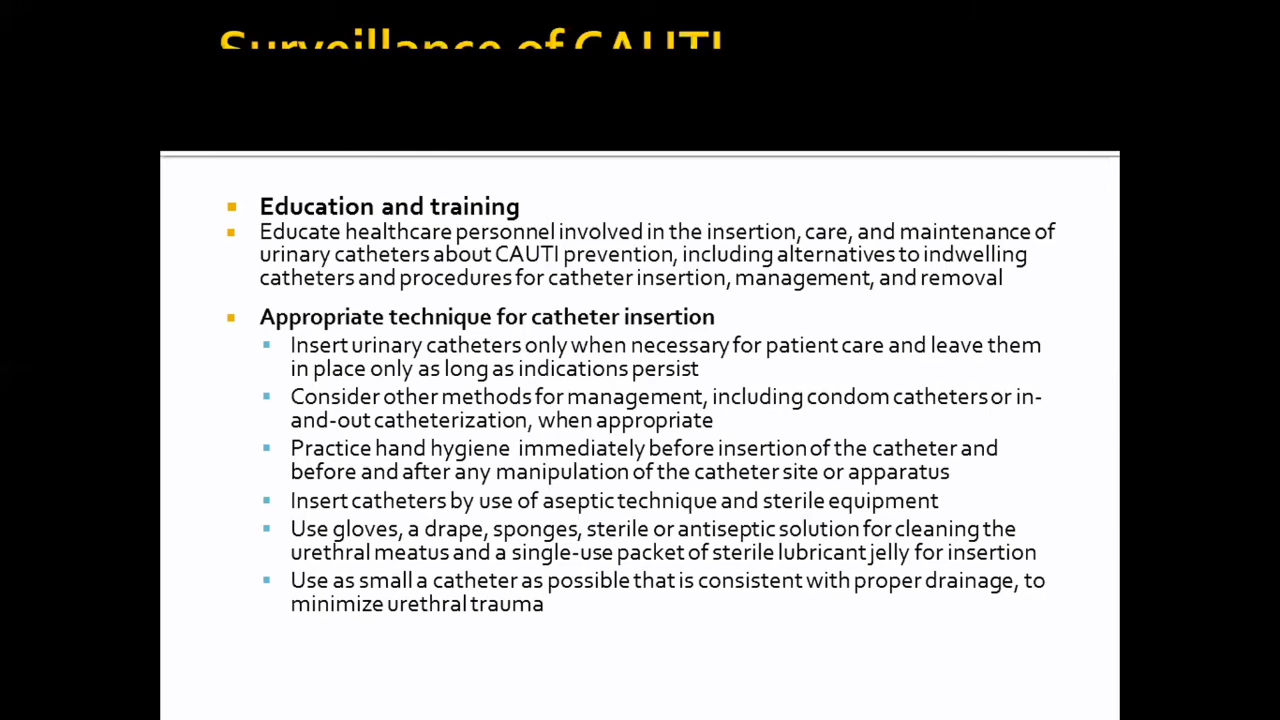 Surveillance of CAUTI
Education and training
Educate healthcare personnel involved in the insertion, care, and maintenance of
urinary catheters about CAUTI prevention, including alternatives to indwelling
catheters and procedures for catheter insertion, management, and removal
Appropriate technique for catheter insertion
Insert urinary catheters only when necessary for patient care and leave them
in place only as long as indications persist
Consider other methods for management, including condom catheters or in-
and-out catheterization, when appropriate
Practice hand hygiene immediately before insertion of the catheter and
before and after any manipulation of the catheter site or apparatus
Insert catheters by use of aseptic technique and sterile equipment
Use gloves, a drape, sponges, sterile or antiseptic solution for cleaning the
urethral meatus and a single-use packet of sterile lubricant jelly for insertion
Use as small a catheter as possible that is consistent with proper drainage, to
minimize urethral trauma